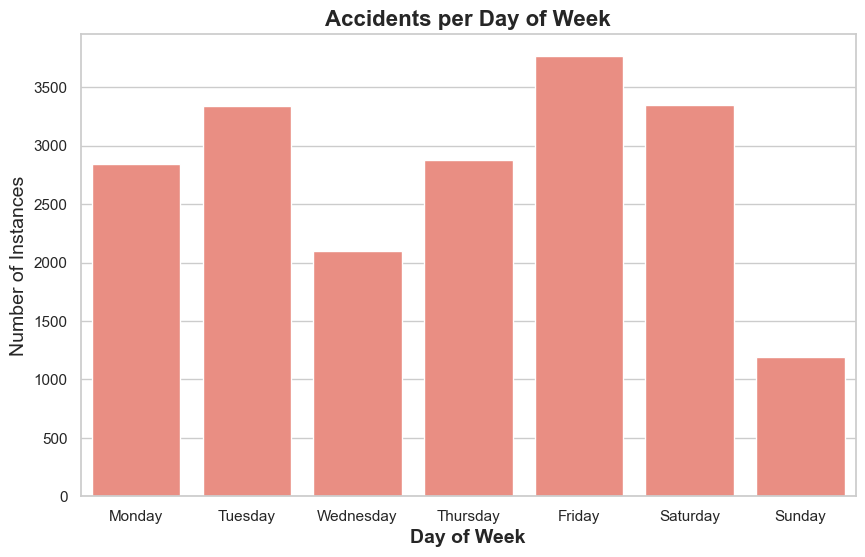 Accidents per Day of Week
Number of Instances
3500
3000
2500
2000
1500
1000
500
0
Monday Tuesday Wednesday Thursday Friday Saturday Sunday
Day of Week